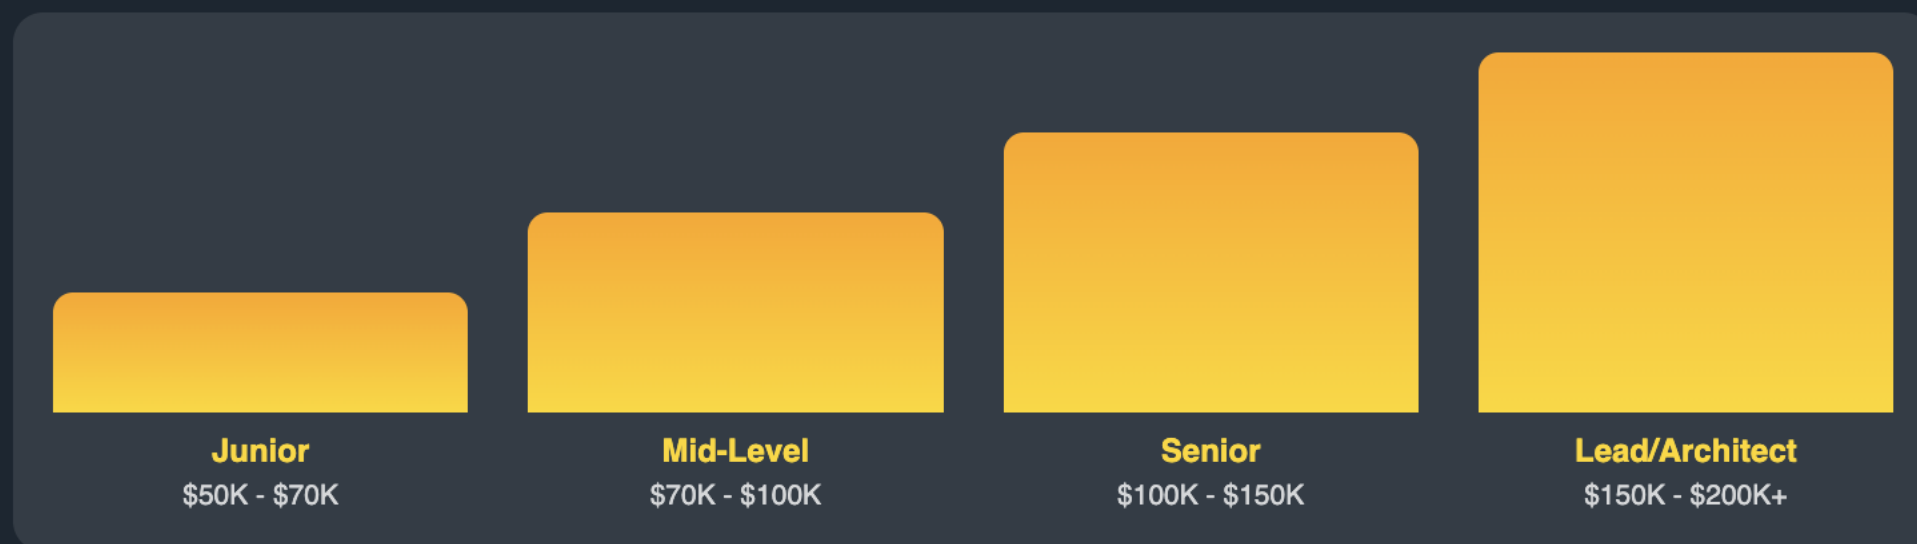 Junior
$50K - $70K
Mid-Level
$70K - $100K
Senior
$100K - $150K
Lead/Architect
$150K - $200K+